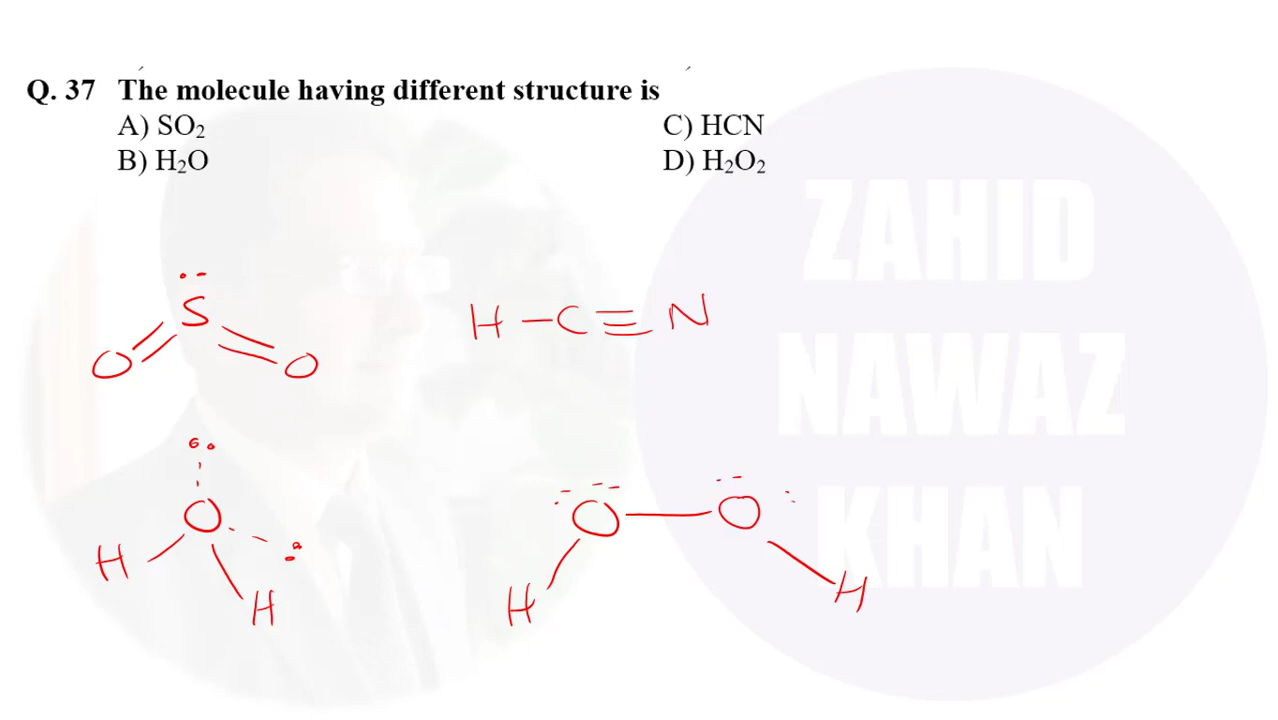 Q. 37 The molecule having different structure is
A) SO₂
C) HCN
B) H₂O
D) H₂O₂
S
O O
H – C ≡ N
O
H
H
O — O
H H
ZAHID
NAWAZ
KHAN